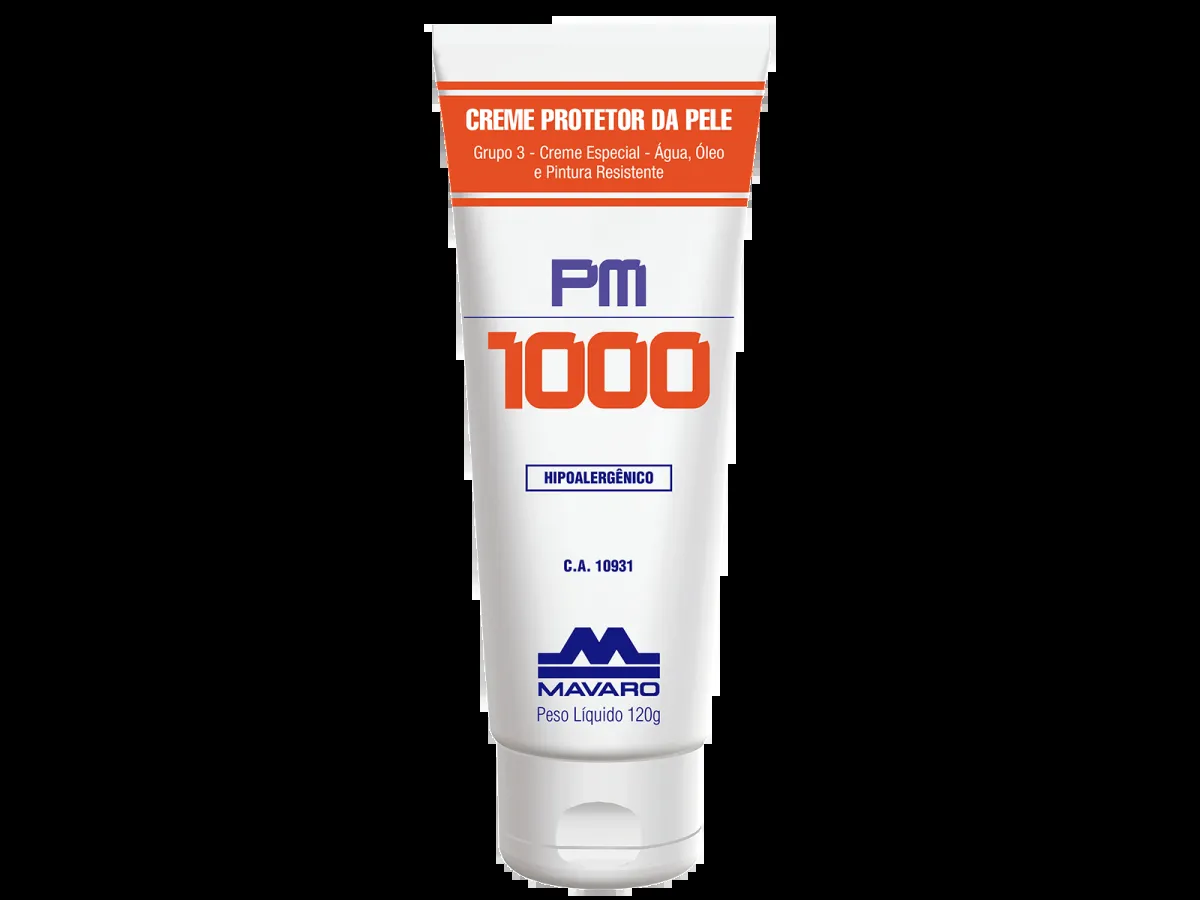 CREME PROTETOR DA PELE
Grupo 3 - Creme Especial - Água, Óleo
e Pintura Resistente
PM
1000
HIPOALERGÊNICO
C.A. 10931
MAVARO
Peso Líquido 120g